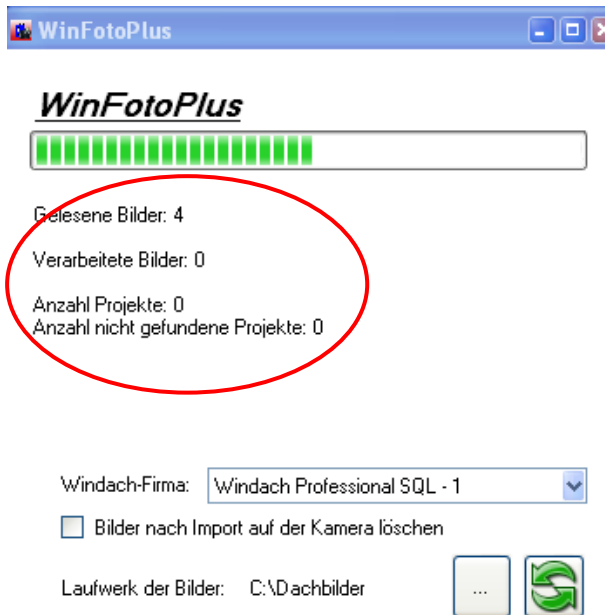 WinFotoPlus
WinFotoPlus
Gelesene Bilder: 4
Verarbeitete Bilder: 0
Anzahl Projekte: 0
Anzahl nicht gefundene Projekte: 0
Windach-Firma: Windach Professional SQL - 1
Bilder nach Import auf der Kamera löschen
Laufwerk der Bilder: C:\Dachbilder ...